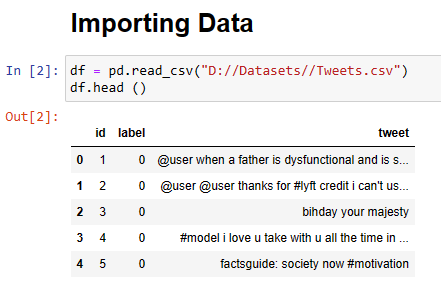 Importing Data
In [2]: df = pd.read_csv("D://Datasets//Tweets.csv")
df.head ()
Out[2]:
id label tweet
0 1 0 @user when a father is dysfunctional and is s...
1 2 0 @user @user thanks for #lyft credit i can't us...
2 3 0 bihday your majesty
3 4 0 #model i love u take with u all the time in ...
4 5 0 factsguide: society now #motivation